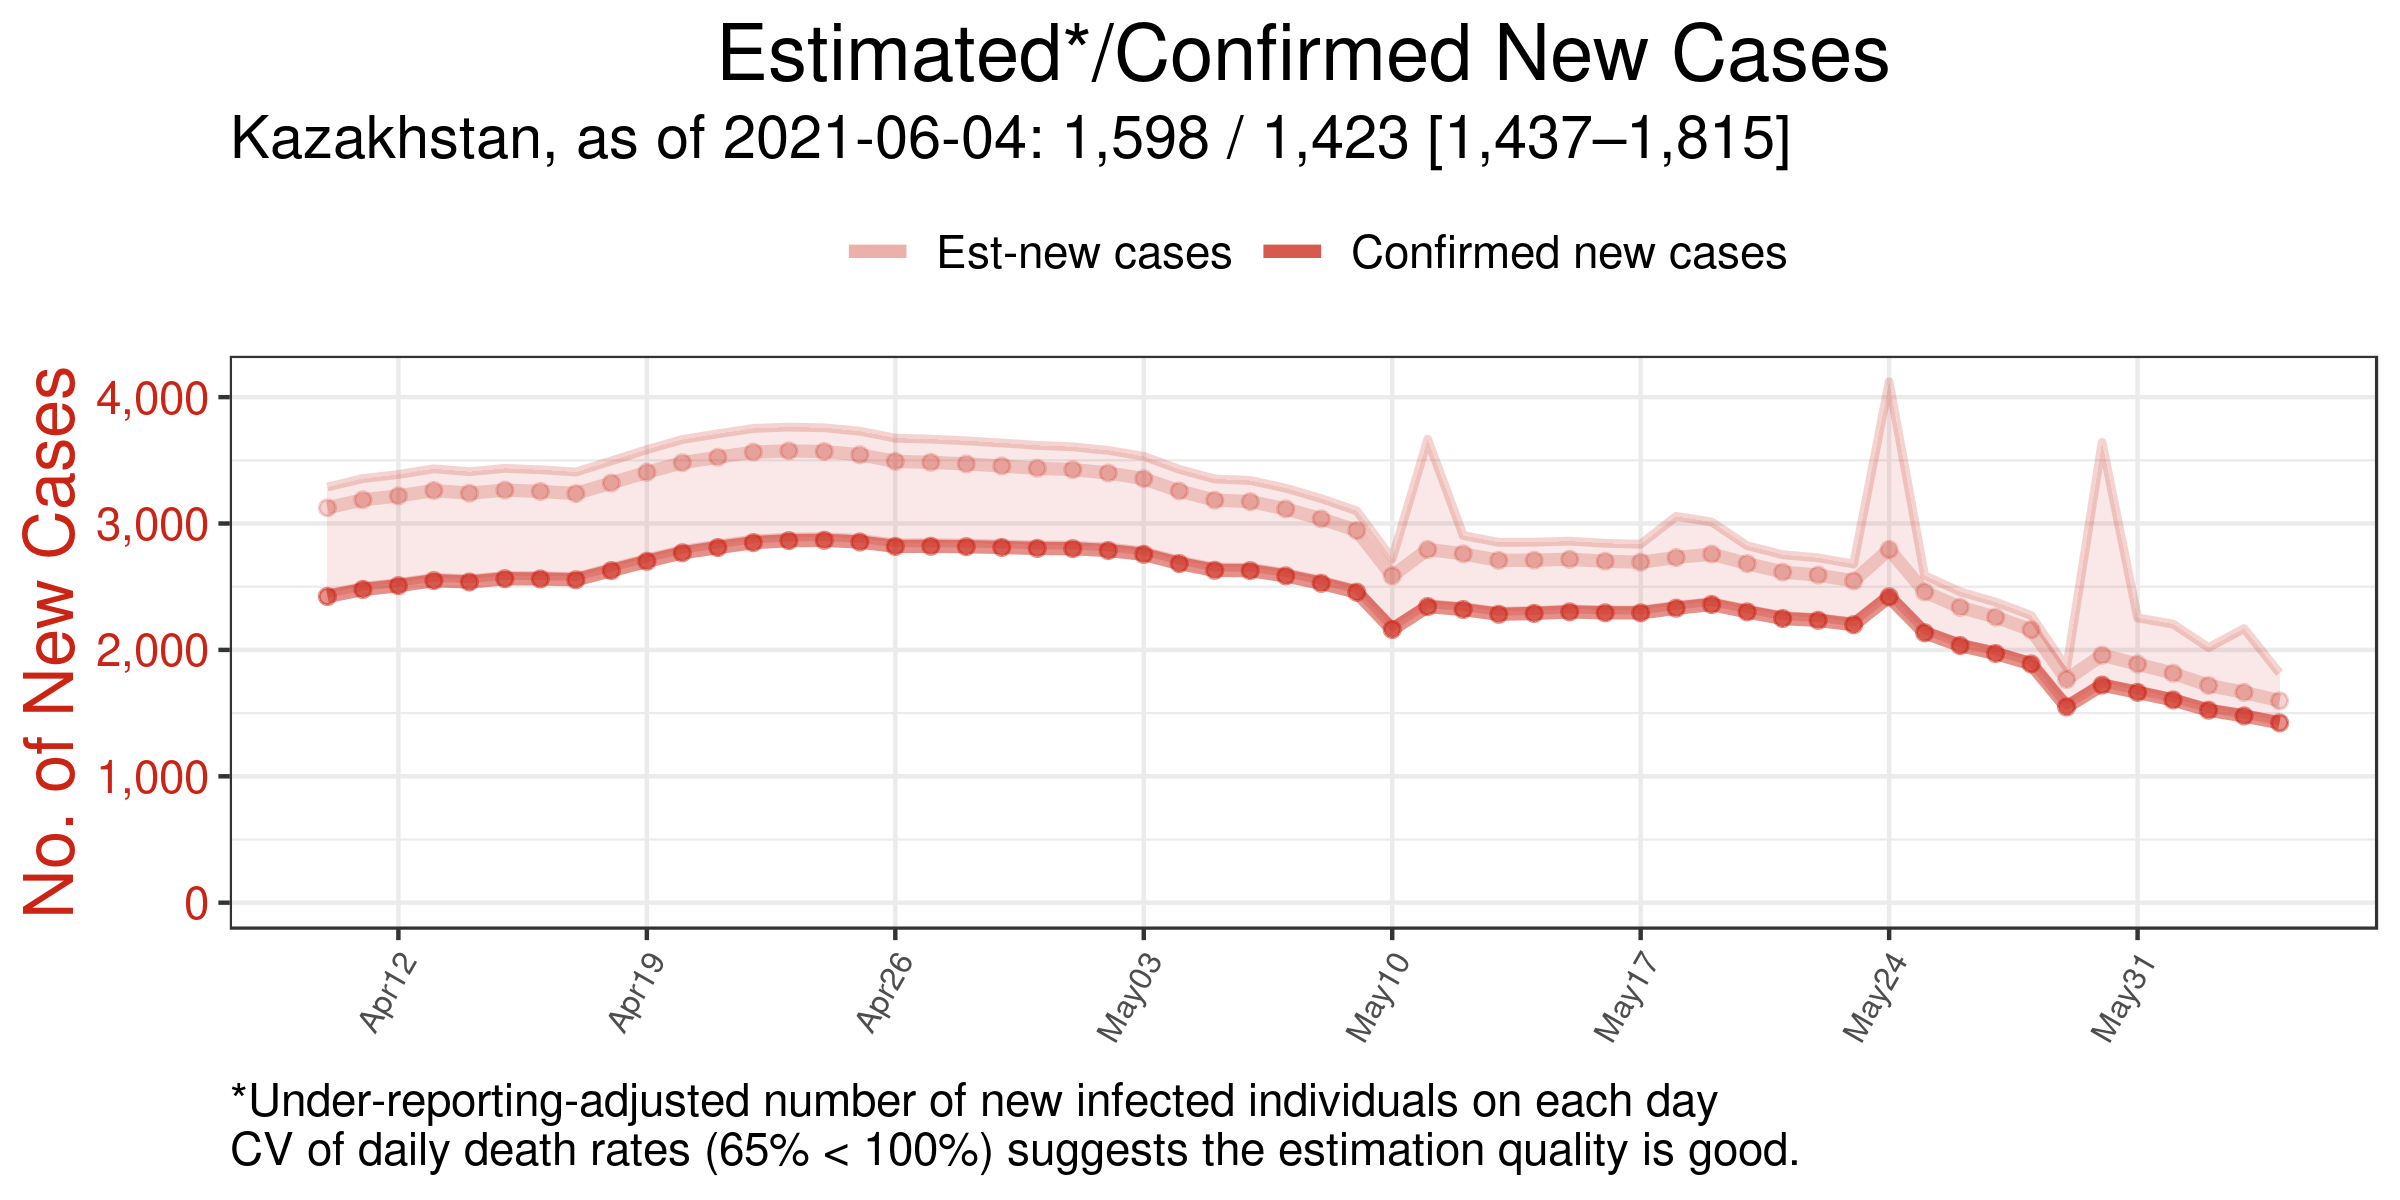 Estimated*/Confirmed New Cases
Kazakhstan, as of 2021-06-04: 1,598 / 1,423 [1,437–1,815]
Est-new cases Confirmed new cases
No. of New Cases
4,000
3,000
2,000
1,000
0
Apr12 Apr19 Apr26 May03 May10 May17 May24 May31
*Under-reporting-adjusted number of new infected individuals on each day
CV of daily death rates (65% < 100%) suggests the estimation quality is good.